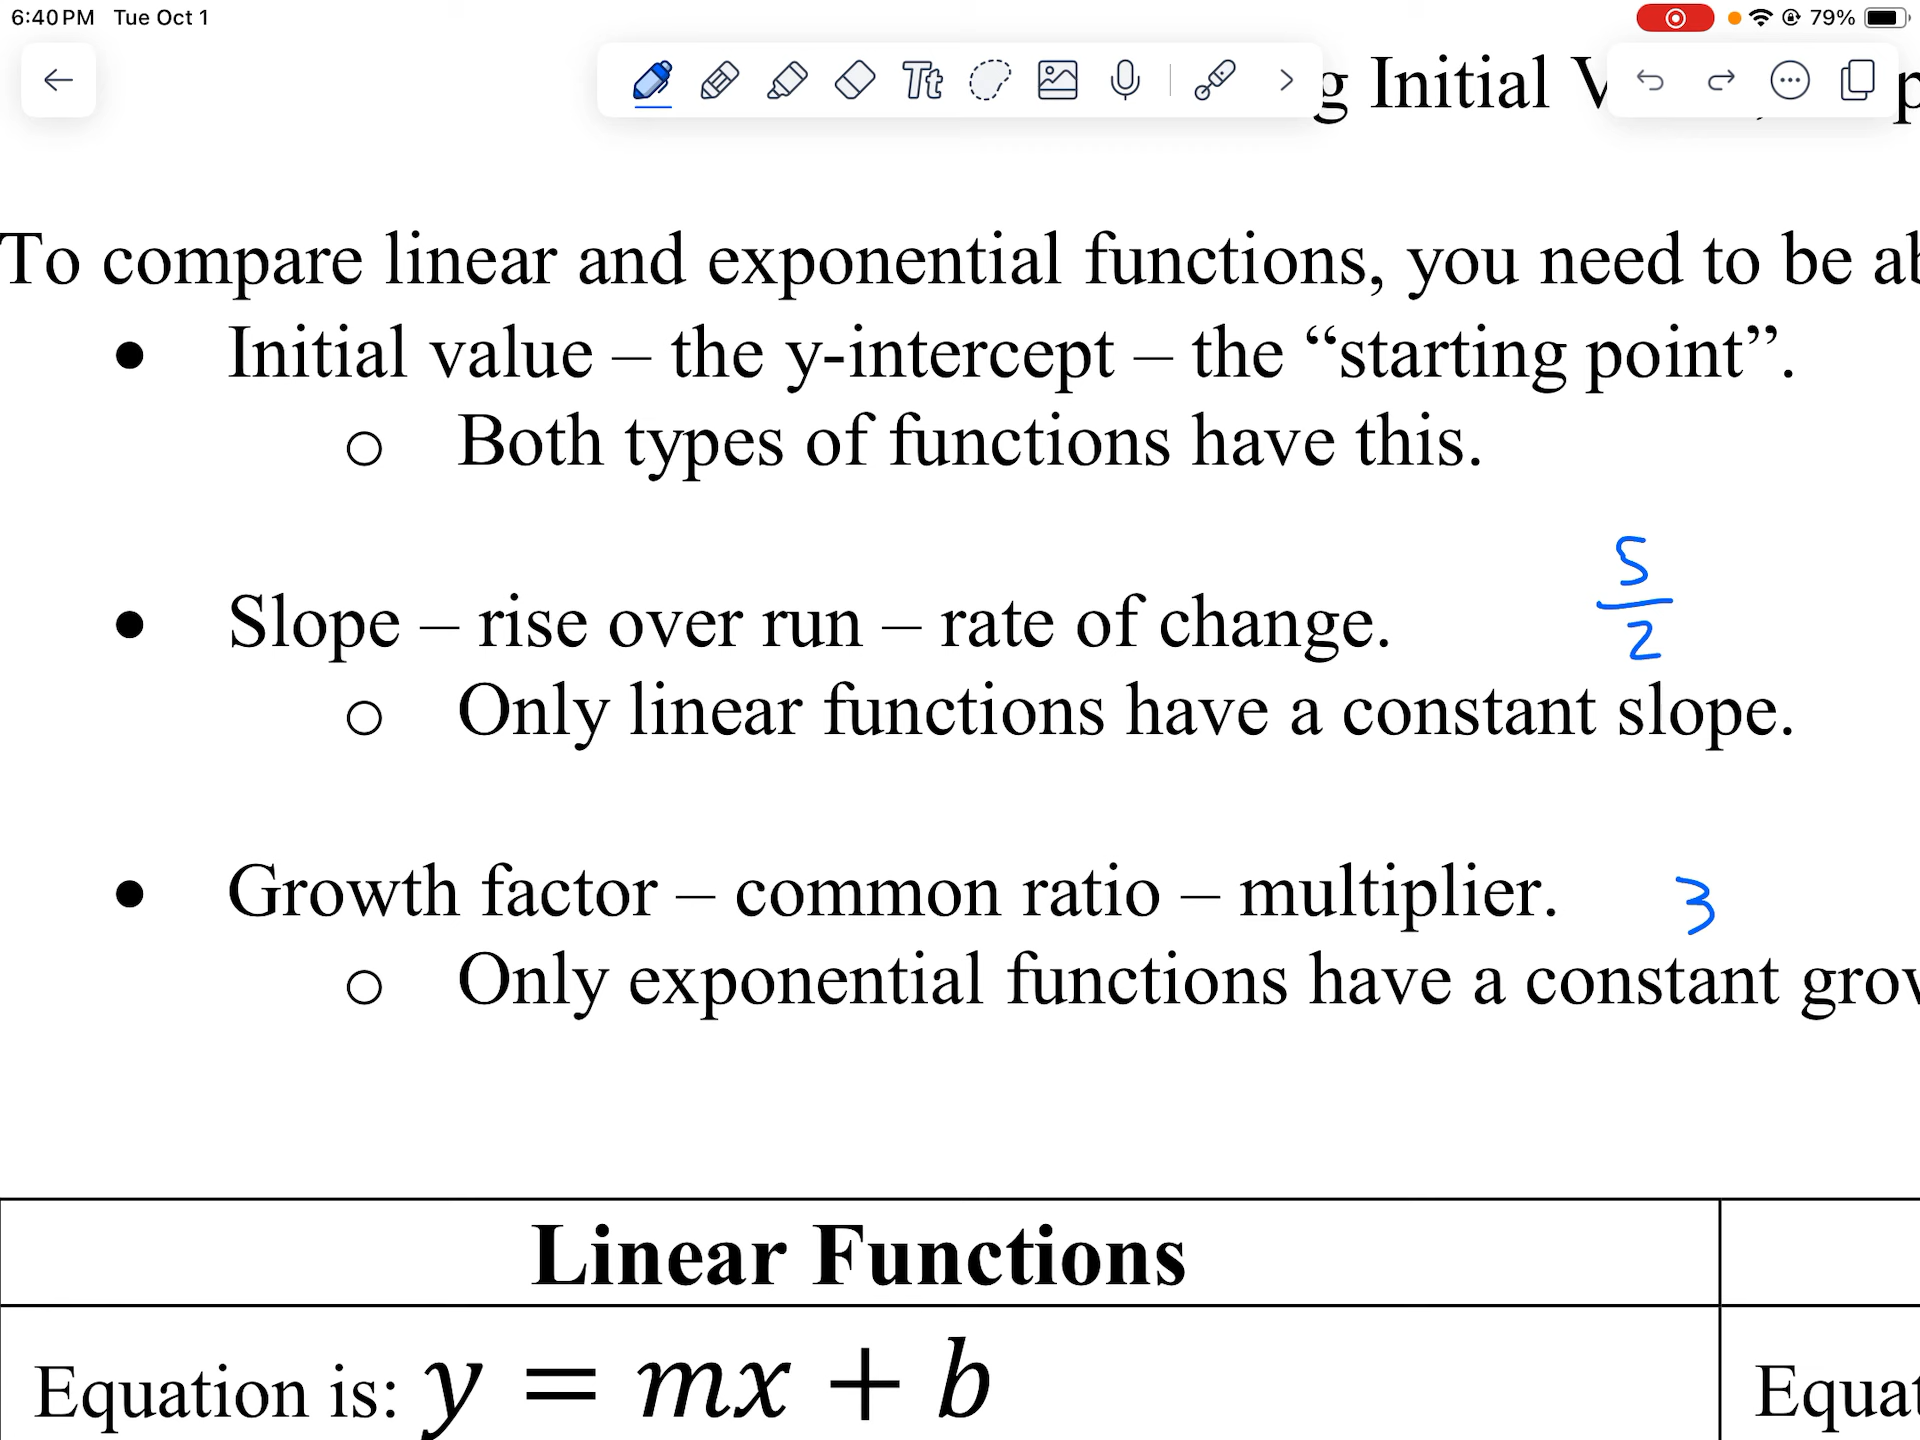 6:40 PM Tue Oct 1
79%
Tt
g Initial
To compare linear and exponential functions, you need to be
• Initial value – the y-intercept – the “starting point”.
o Both types of functions have this.
5
2
• Slope – rise over run – rate of change.
o Only linear functions have a constant slope.
• Growth factor – common ratio – multiplier. 3
o Only exponential functions have a constant
Linear Functions
Equation is: y = mx + b